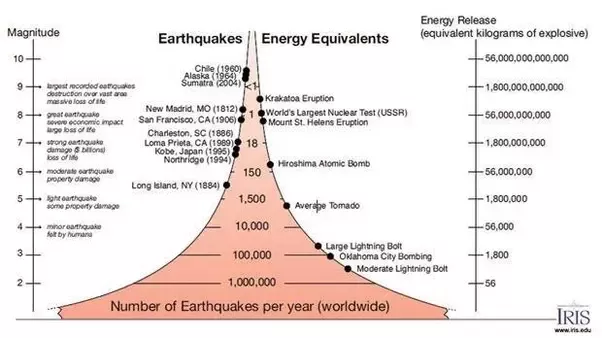 Magnitude
Earthquakes
Energy Equivalents
Energy Release
(equivalent kilograms of explosive)
10
56,000,000,000,000
Chile (1960)
Alaska (1964)
Sumatra (2004)
9
largest recorded earthquakes
destruction over vast area
massive loss of life
<1
1,800,000,000,000
Krakatoa Eruption
New Madrid, MO (1812)
World's Largest Nuclear Test (USSR)
8
great earthquake
severe economic impact
large loss of life
San Francisco, CA (1906)
1
Mount St. Helens Eruption
56,000,000,000
Charleston, SC (1886)
Loma Prieta, CA (1989)
Kobe, Japan (1995)
Northridge (1994)
7
strong earthquake
damage ($ billions)
loss of life
18
1,800,000,000
Hiroshima Atomic Bomb
6
moderate earthquake
property damage
150
56,000,000
Long Island, NY (1884)
5
light earthquake
some property damage
1,500
Average Tornado
1,800,000
4
minor earthquake
felt by humans
10,000
56,000
Large Lightning Bolt
3
100,000
Oklahoma City Bombing
1,800
Moderate Lightning Bolt
2
1,000,000
56
Number of Earthquakes per year (worldwide)
IRIS
www.iris.edu